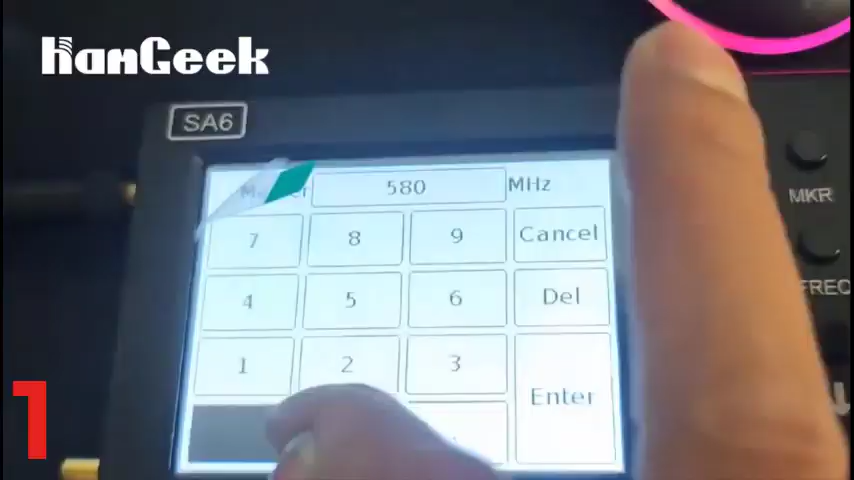 HanGeek
SA6
580 MHz
7 8 9 Cancel
4 5 6 Del
1 2 3 Enter
.
MKR
FREQ
1